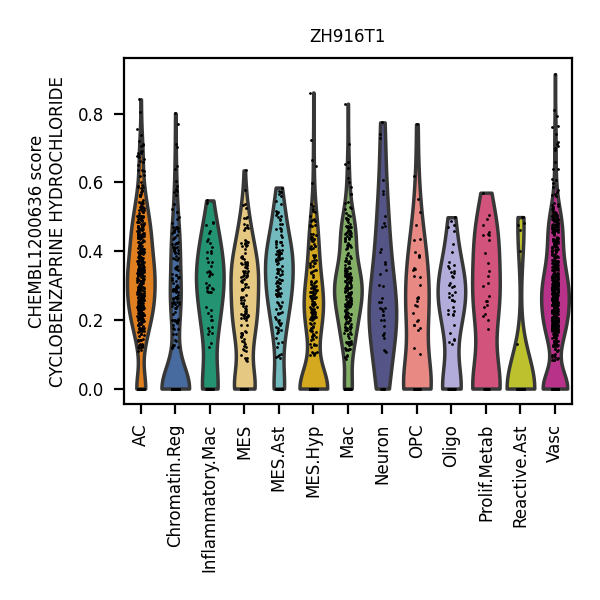 ZH916T1
CHEMBL1200636 score
CYCLOBENZAPRINE HYDROCHLORIDE
0.8
0.6
0.4
0.2
0.0
AC
Chromatin.Reg
Inflammatory.Mac
MES
MES.Ast
MES.Hyp
Mac
Neuron
OPC
Oligo
Prolif.Metab
Reactive.Ast
Vasc